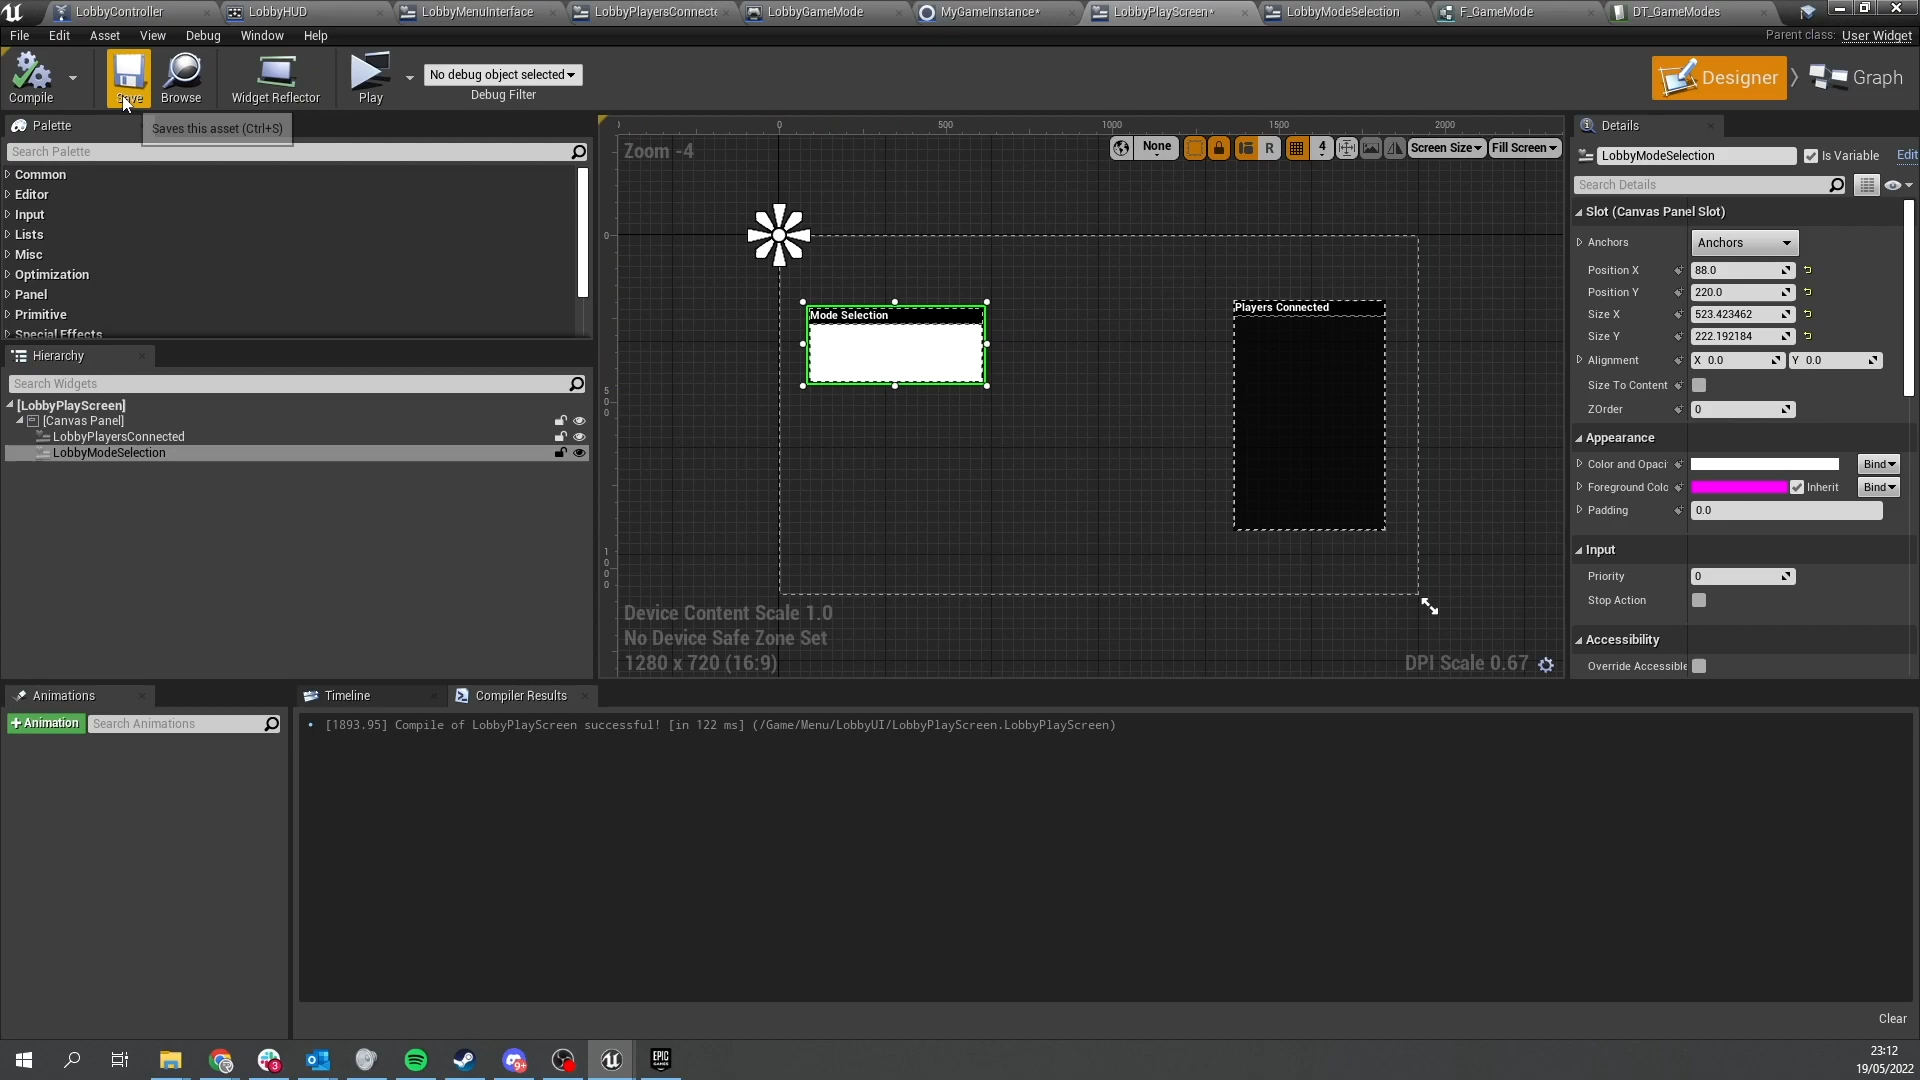 LobbyController
LobbyHUD
LobbyMenuInterface
LobbyPlayersConnecte
LobbyGameMode
MyGameInstance*
LobbyPlayScreen*
LobbyModeSelection
F_GameMode
DT_GameModes
File
Edit
Asset
View
Debug
Window
Help
Parent class: User Widget
Compile
Save
Browse
Widget Reflector
Play
No debug object selected
Debug Filter
Designer
Graph
Saves this asset (Ctrl+S)
Palette
Search Palette
Common
Editor
Input
Lists
Misc
Optimization
Panel
Primitive
Special Effects
Hierarchy
Search Widgets
[LobbyPlayScreen]
[Canvas Panel]
LobbyPlayersConnected
LobbyModeSelection
0
500
1000
1500
2000
Zoom -4
None
R
4
Screen Size
Fill Screen
0
500
1000
Mode Selection
Players Connected
Device Content Scale 1.0
No Device Safe Zone Set
1280 x 720 (16:9)
DPI Scale 0.67
Details
LobbyModeSelection
Is Variable
Edit
Search Details
Slot (Canvas Panel Slot)
Anchors
Anchors
Position X
88.0
Position Y
220.0
Size X
523.423462
Size Y
222.192184
Alignment
X 0.0
Y 0.0
Size To Content
ZOrder
0
Appearance
Color and Opaci
Bind
Foreground Colo
Inherit
Bind
Padding
0.0
Input
Priority
0
Stop Action
Accessibility
Override Accessible
Animations
+Animation
Search Animations
Timeline
Compiler Results
[1893.95] Compile of LobbyPlayScreen successful! [in 122 ms] (/Game/Menu/LobbyUI/LobbyPlayScreen.LobbyPlayScreen)
Clear
3
9+
EPIC
GAMES
23:12
19/05/2022